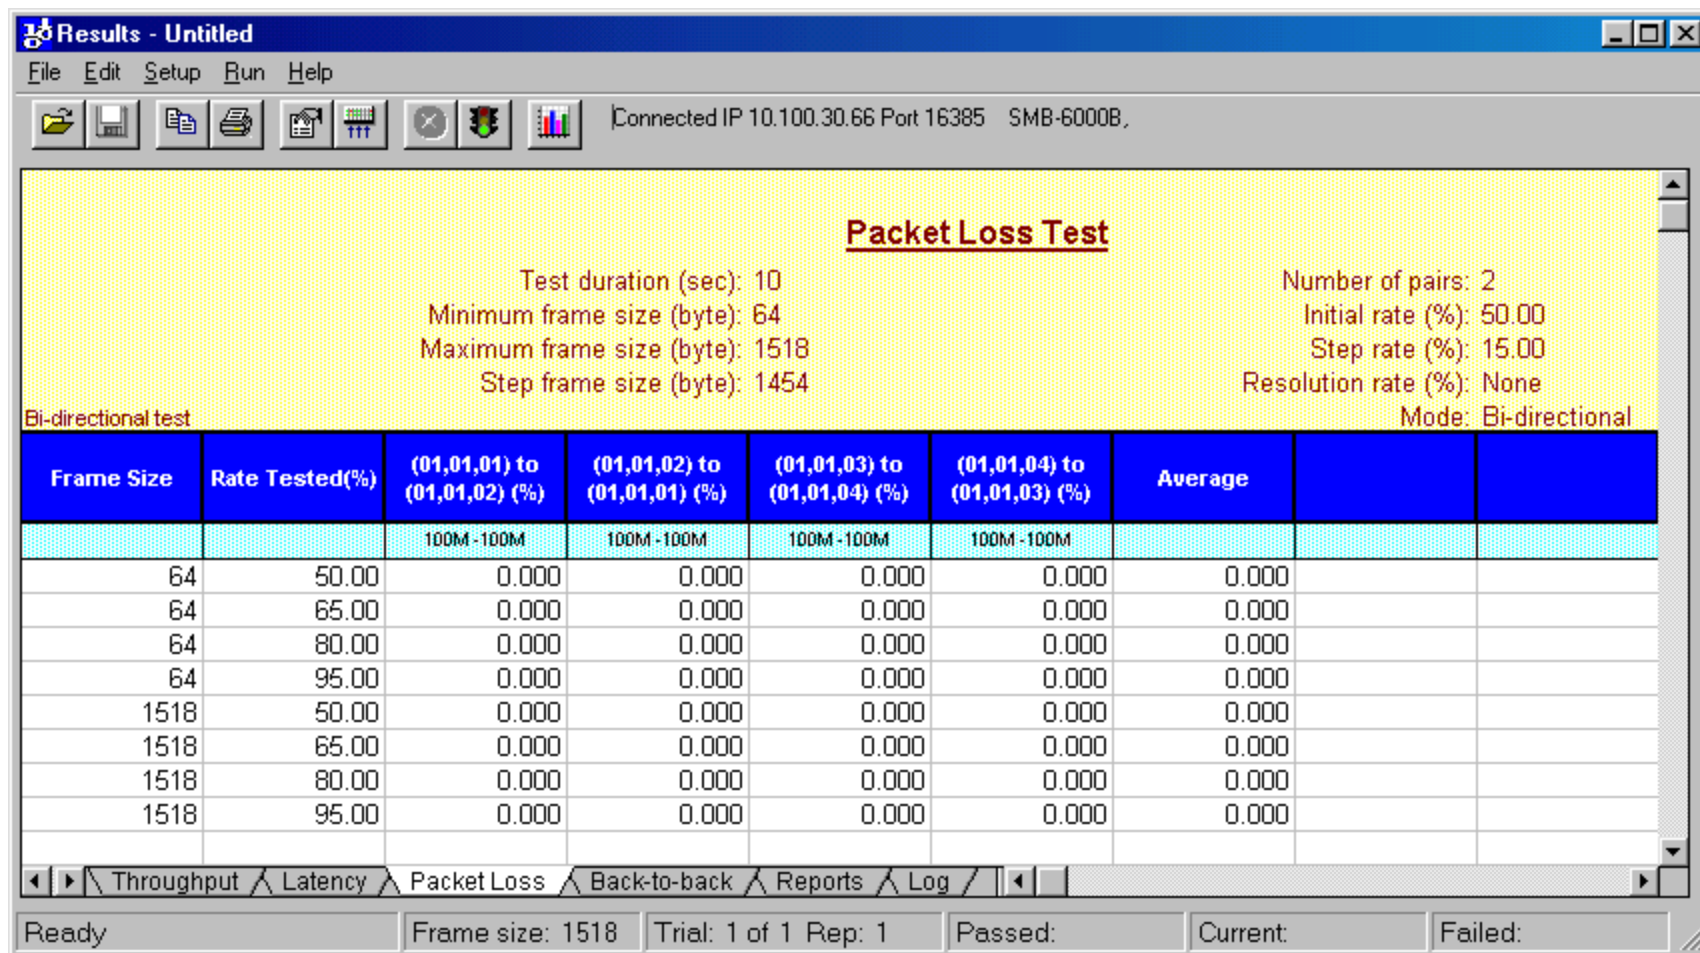 Results - Untitled
File Edit Setup Run Help
Connected IP 10.100.30.66 Port 16385 SMB-6000B,
Packet Loss Test
Test duration (sec): 10 Number of pairs: 2
Minimum frame size (byte): 64 Initial rate (%): 50.00
Maximum frame size (byte): 1518 Step rate (%): 15.00
Step frame size (byte): 1454 Resolution rate (%): None
Bi-directional test Mode: Bi-directional
Frame Size Rate Tested(%) (01,01,01) to (01,01,02) (%) (01,01,02) to (01,01,01) (%) (01,01,03) to (01,01,04) (%) (01,01,04) to (01,01,03) (%) Average
100M -100M 100M -100M 100M -100M 100M -100M
64 50.00 0.000 0.000 0.000 0.000 0.000
64 65.00 0.000 0.000 0.000 0.000 0.000
64 80.00 0.000 0.000 0.000 0.000 0.000
64 95.00 0.000 0.000 0.000 0.000 0.000
1518 50.00 0.000 0.000 0.000 0.000 0.000
1518 65.00 0.000 0.000 0.000 0.000 0.000
1518 80.00 0.000 0.000 0.000 0.000 0.000
1518 95.00 0.000 0.000 0.000 0.000 0.000
Throughput Latency Packet Loss Back-to-back Reports Log
Ready Frame size: 1518 Trial: 1 of 1 Rep: 1 Passed: Current: Failed: